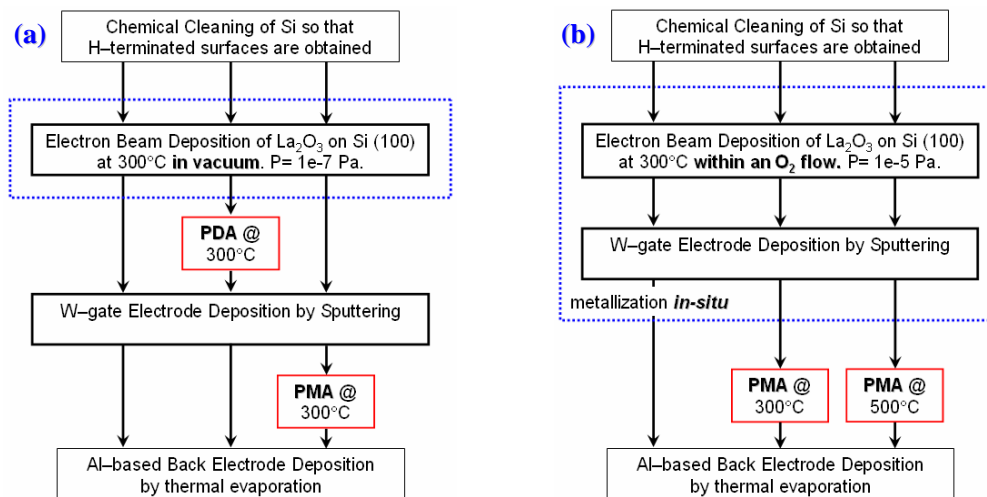 (a)
Chemical Cleaning of Si so that
H–terminated surfaces are obtained
Electron Beam Deposition of La₂O₃ on Si (100)
at 300°C in vacuum. P= 1e-7 Pa.
PDA @
300°C
W–gate Electrode Deposition by Sputtering
PMA @
300°C
Al–based Back Electrode Deposition
by thermal evaporation
(b)
Chemical Cleaning of Si so that
H–terminated surfaces are obtained
Electron Beam Deposition of La₂O₃ on Si (100)
at 300°C within an O₂ flow. P= 1e-5 Pa.
W–gate Electrode Deposition by Sputtering
metallization in-situ
PMA @
300°C
PMA @
500°C
Al–based Back Electrode Deposition
by thermal evaporation